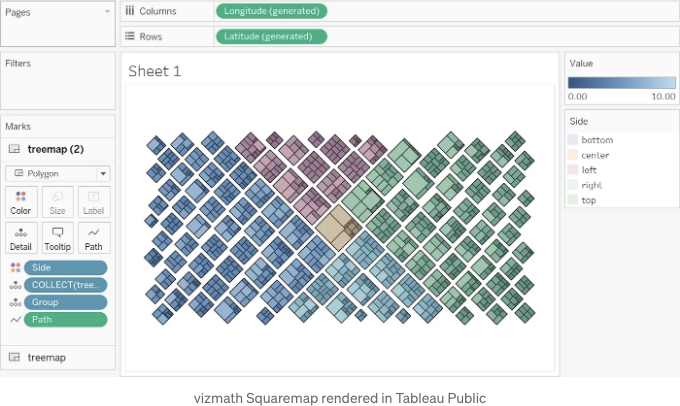 Pages
Columns
Longitude (generated)
Rows
Latitude (generated)
Filters
Marks
treemap (2)
Polygon
Color
Size
Label
Detail
Tooltip
Path
Side
COLLECT(tree..
Group
Path
treemap
Sheet 1
Value
0.00 10.00
Side
bottom
center
left
right
top
vizmath Squaremap rendered in Tableau Public